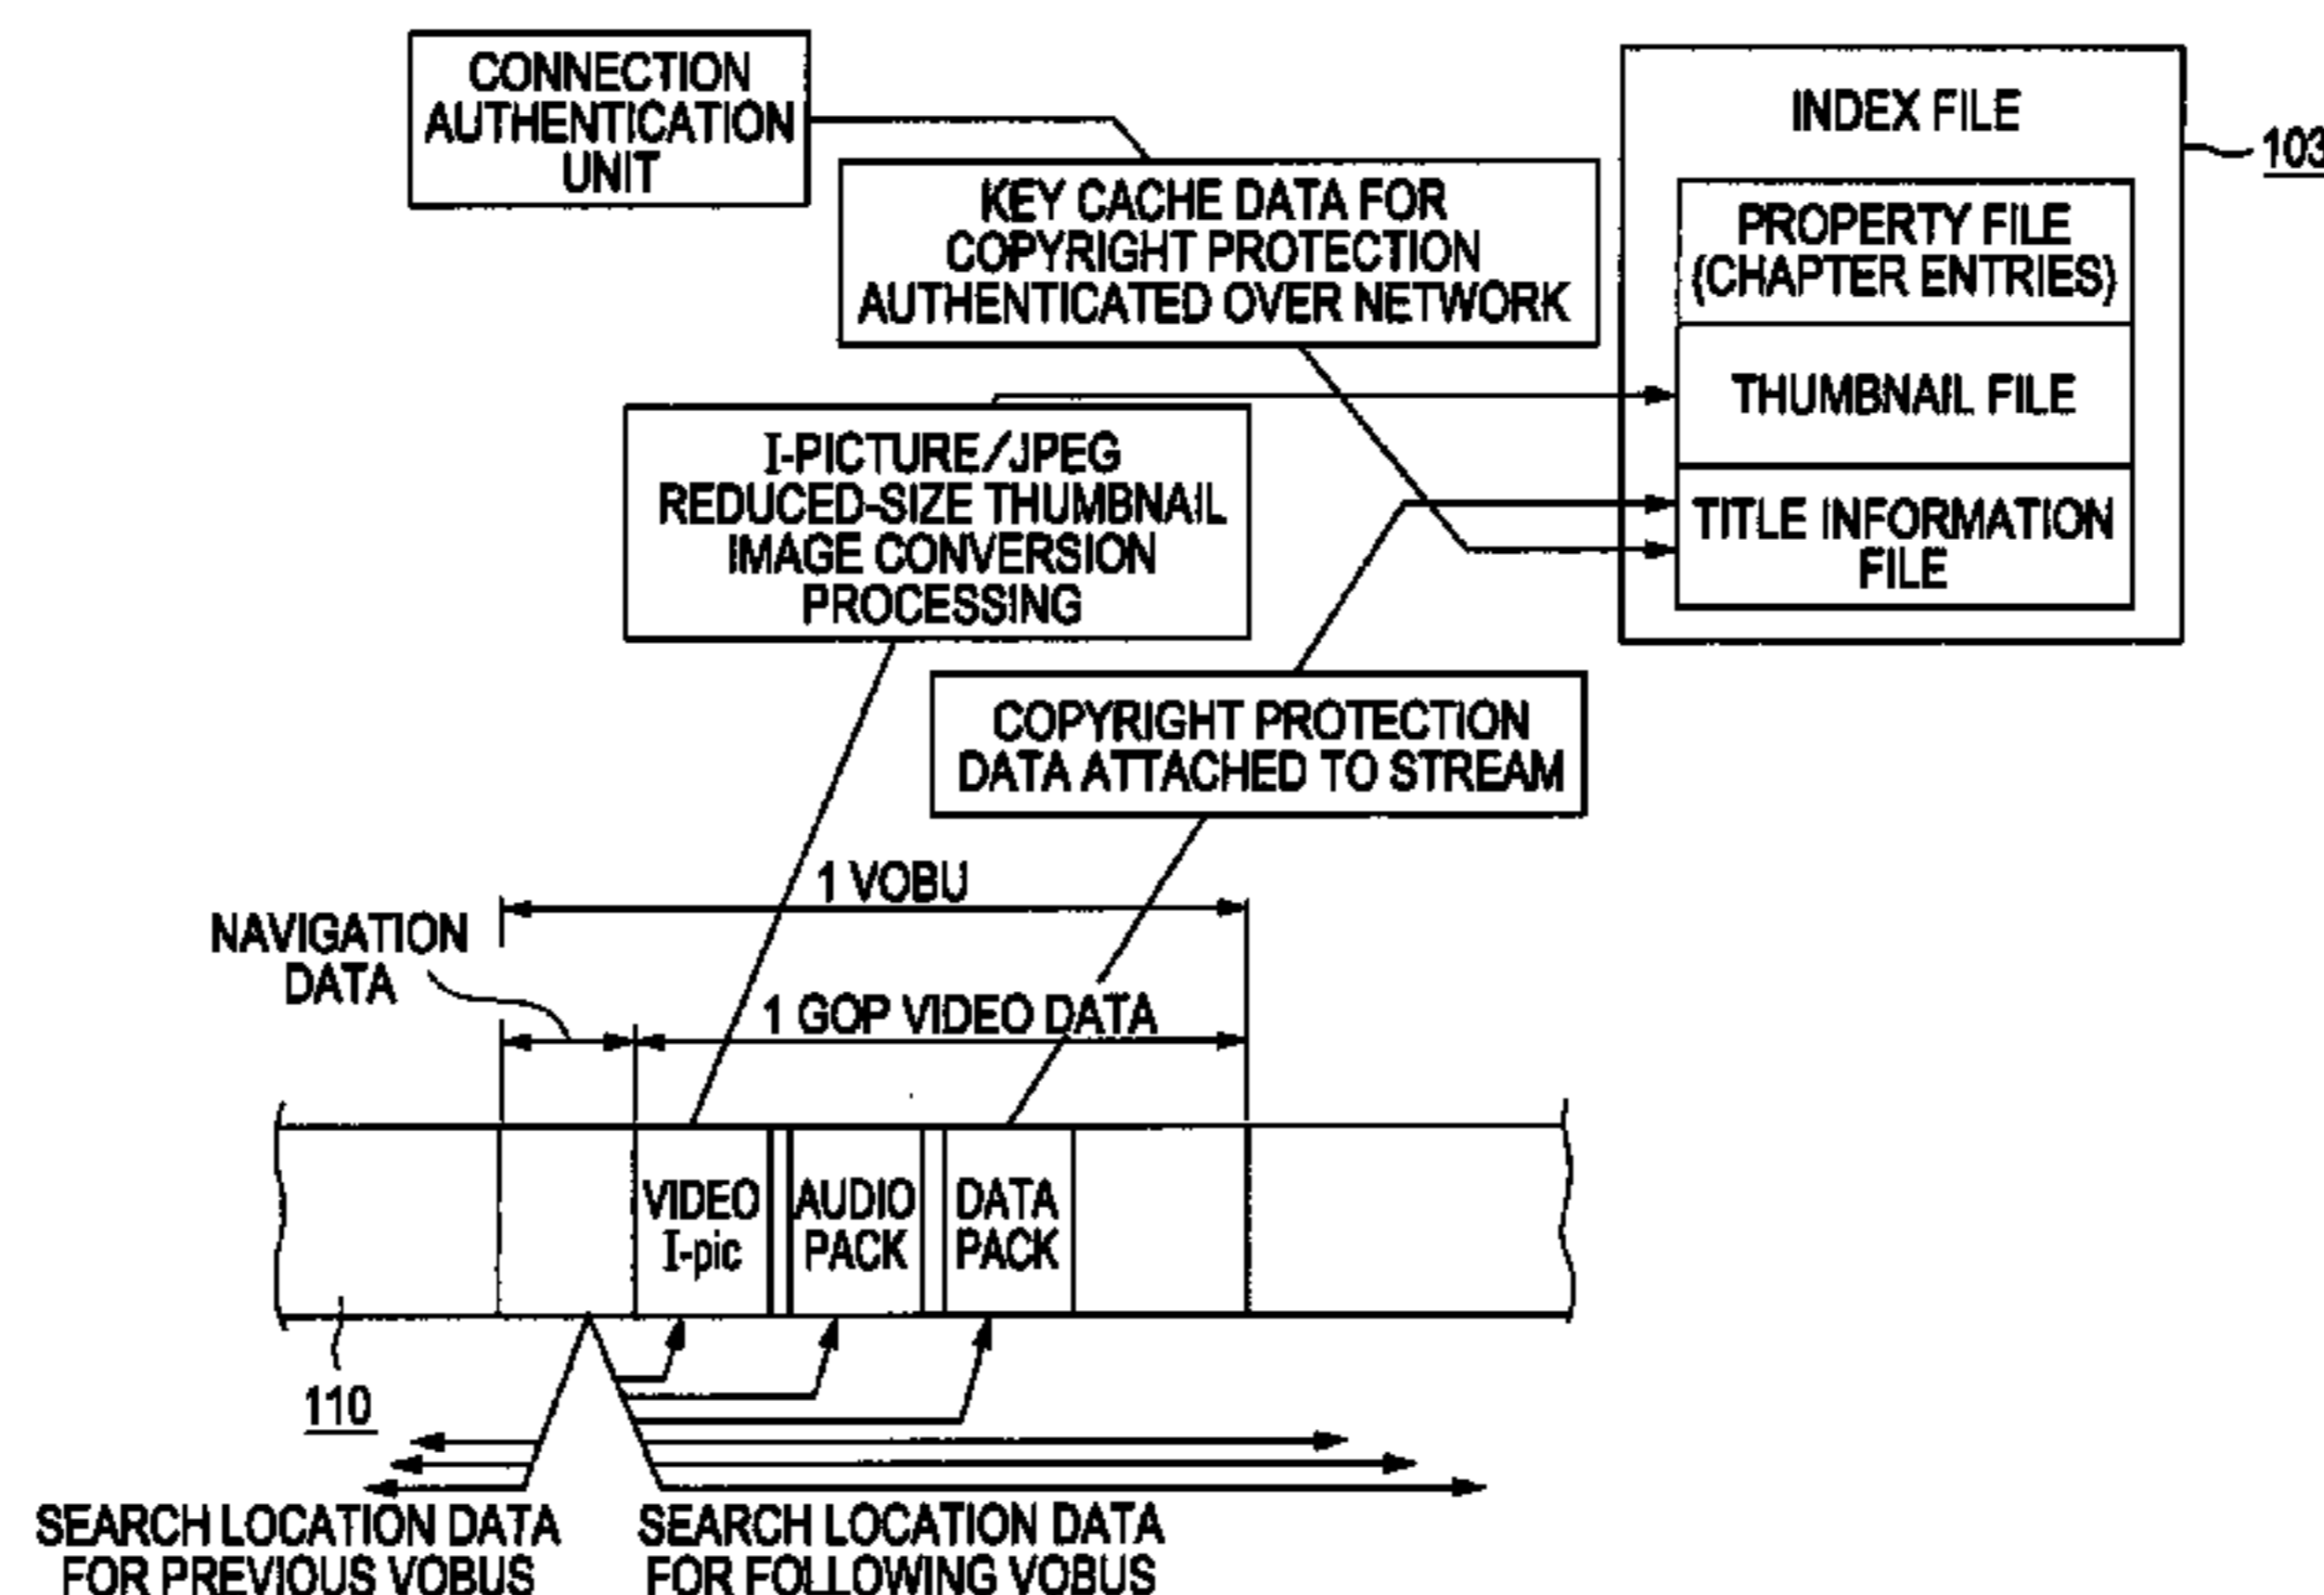 CONNECTION
AUTHENTICATION
UNIT
KEY CACHE DATA FOR
COPYRIGHT PROTECTION
AUTHENTICATED OVER NETWORK
INDEX FILE
103
PROPERTY FILE
(CHAPTER ENTRIES)
THUMBNAIL FILE
TITLE INFORMATION
FILE
I-PICTURE/JPEG
REDUCED-SIZE THUMBNAIL
IMAGE CONVERSION
PROCESSING
COPYRIGHT PROTECTION
DATA ATTACHED TO STREAM
1 VOBU
NAVIGATION
DATA
1 GOP VIDEO DATA
VIDEO
I-pic
AUDIO
PACK
DATA
PACK
110
SEARCH LOCATION DATA
FOR PREVIOUS VOBUS
SEARCH LOCATION DATA
FOR FOLLOWING VOBUS